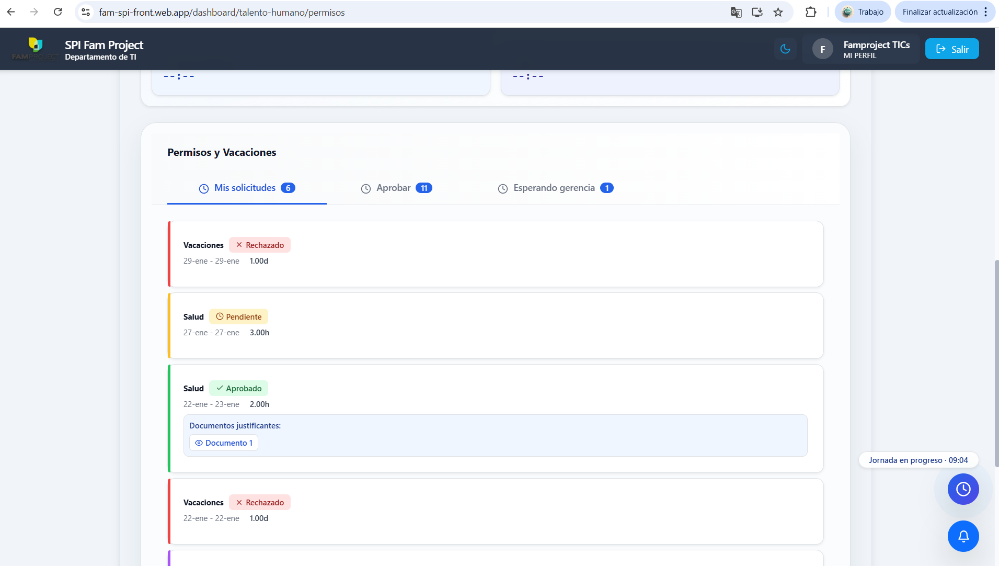 fam-spi-front.web.app/dashboard/talento-humano/permisos
Trabajo
Finalizar actualización
FAMPROJECT
SPI Fam Project
Departamento de TI
F
Famproject TICs
MI PERFIL
Salir
--:--
--:--
Permisos y Vacaciones
Mis solicitudes 6
Aprobar 11
Esperando gerencia 1
Vacaciones Rechazado
29-ene - 29-ene 1.00d
Salud Pendiente
27-ene - 27-ene 3.00h
Salud Aprobado
22-ene - 23-ene 2.00h
Documentos justificantes:
Documento 1
Jornada en progreso · 09:04
Vacaciones Rechazado
22-ene - 22-ene 1.00d